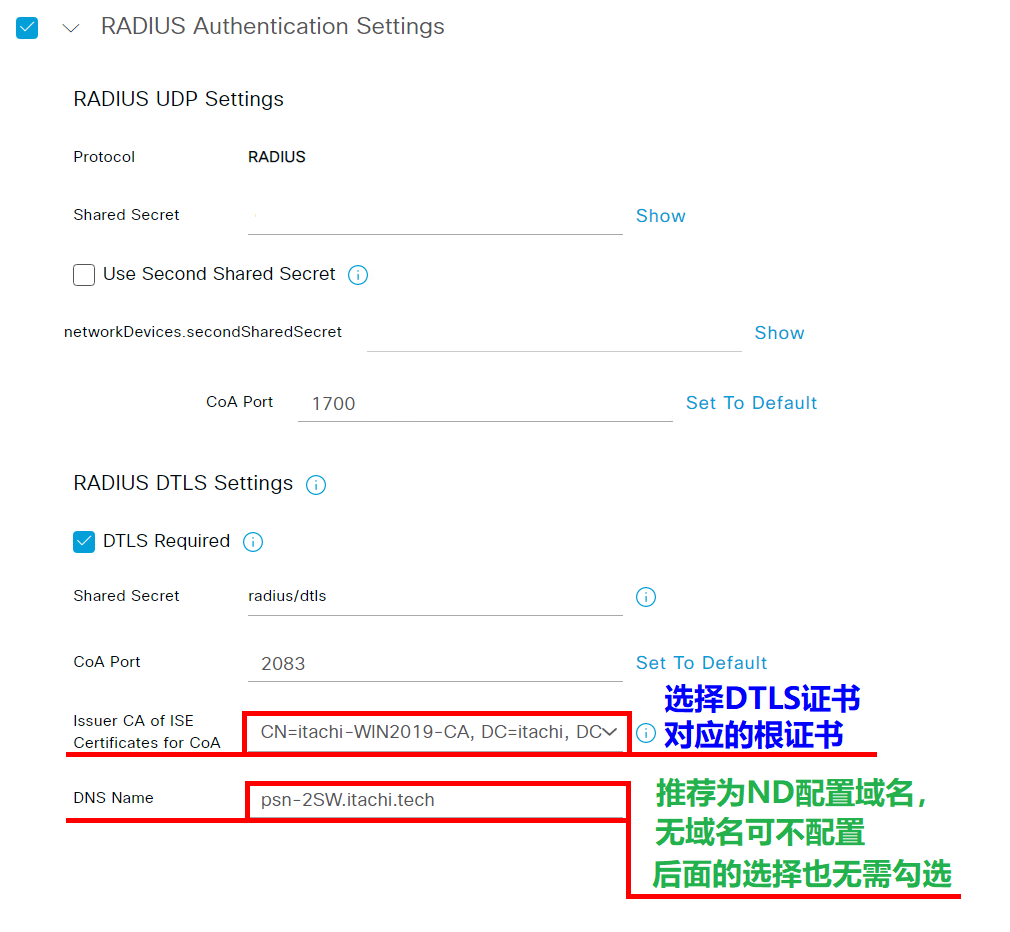 RADIUS Authentication Settings
RADIUS UDP Settings
Protocol RADIUS
Shared Secret Show
Use Second Shared Secret
networkDevices.secondSharedSecret Show
CoA Port 1700 Set To Default
RADIUS DTLS Settings
DTLS Required
Shared Secret radius/dtls
CoA Port 2083 Set To Default
Issuer CA of ISE
Certificates for CoA
CN=itachi-WIN2019-CA, DC=itachi, DC
选择DTLS证书
对应的根证书
DNS Name psn-2SW.itachi.tech
推荐为ND配置域名，
无域名可不配置
后面的选择也无需勾选